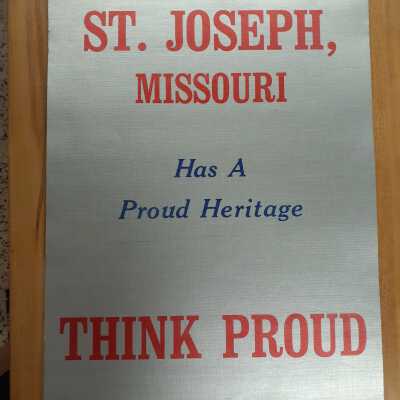 ST. JOSEPH,
MISSOURI
Has A
Proud Heritage
THINK PROUD